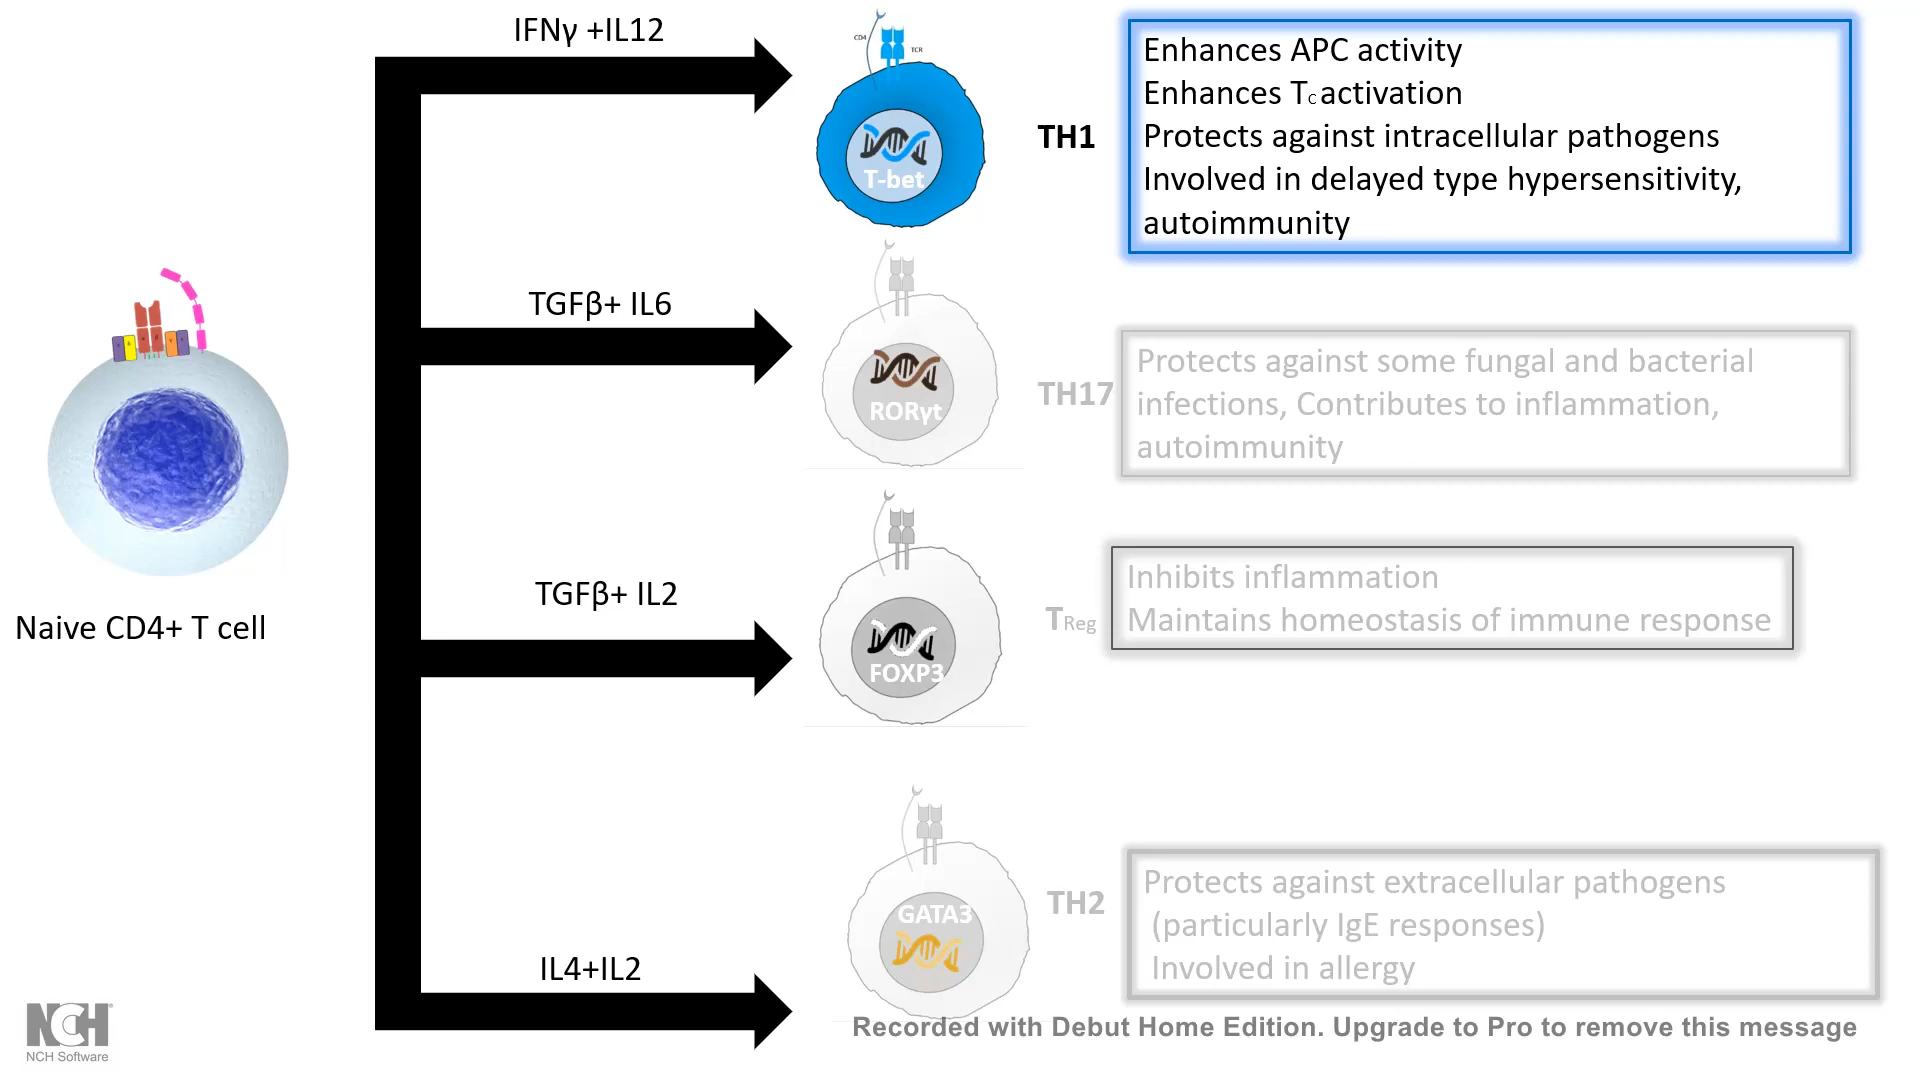 IFNγ +IL12
CD4
TCR
T-bet
TH1
Enhances APC activity
Enhances Tc activation
Protects against intracellular pathogens
Involved in delayed type hypersensitivity,
autoimmunity
TGFβ+ IL6
RORγt
TH17
Protects against some fungal and bacterial
infections, Contributes to inflammation,
autoimmunity
Naive CD4+ T cell
TGFβ+ IL2
FOXP3
TReg
Inhibits inflammation
Maintains homeostasis of immune response
IL4+IL2
GATA3
TH2
Protects against extracellular pathogens
(particularly IgE responses)
Involved in allergy
NCH®
NCH Software
Recorded with Debut Home Edition. Upgrade to Pro to remove this message